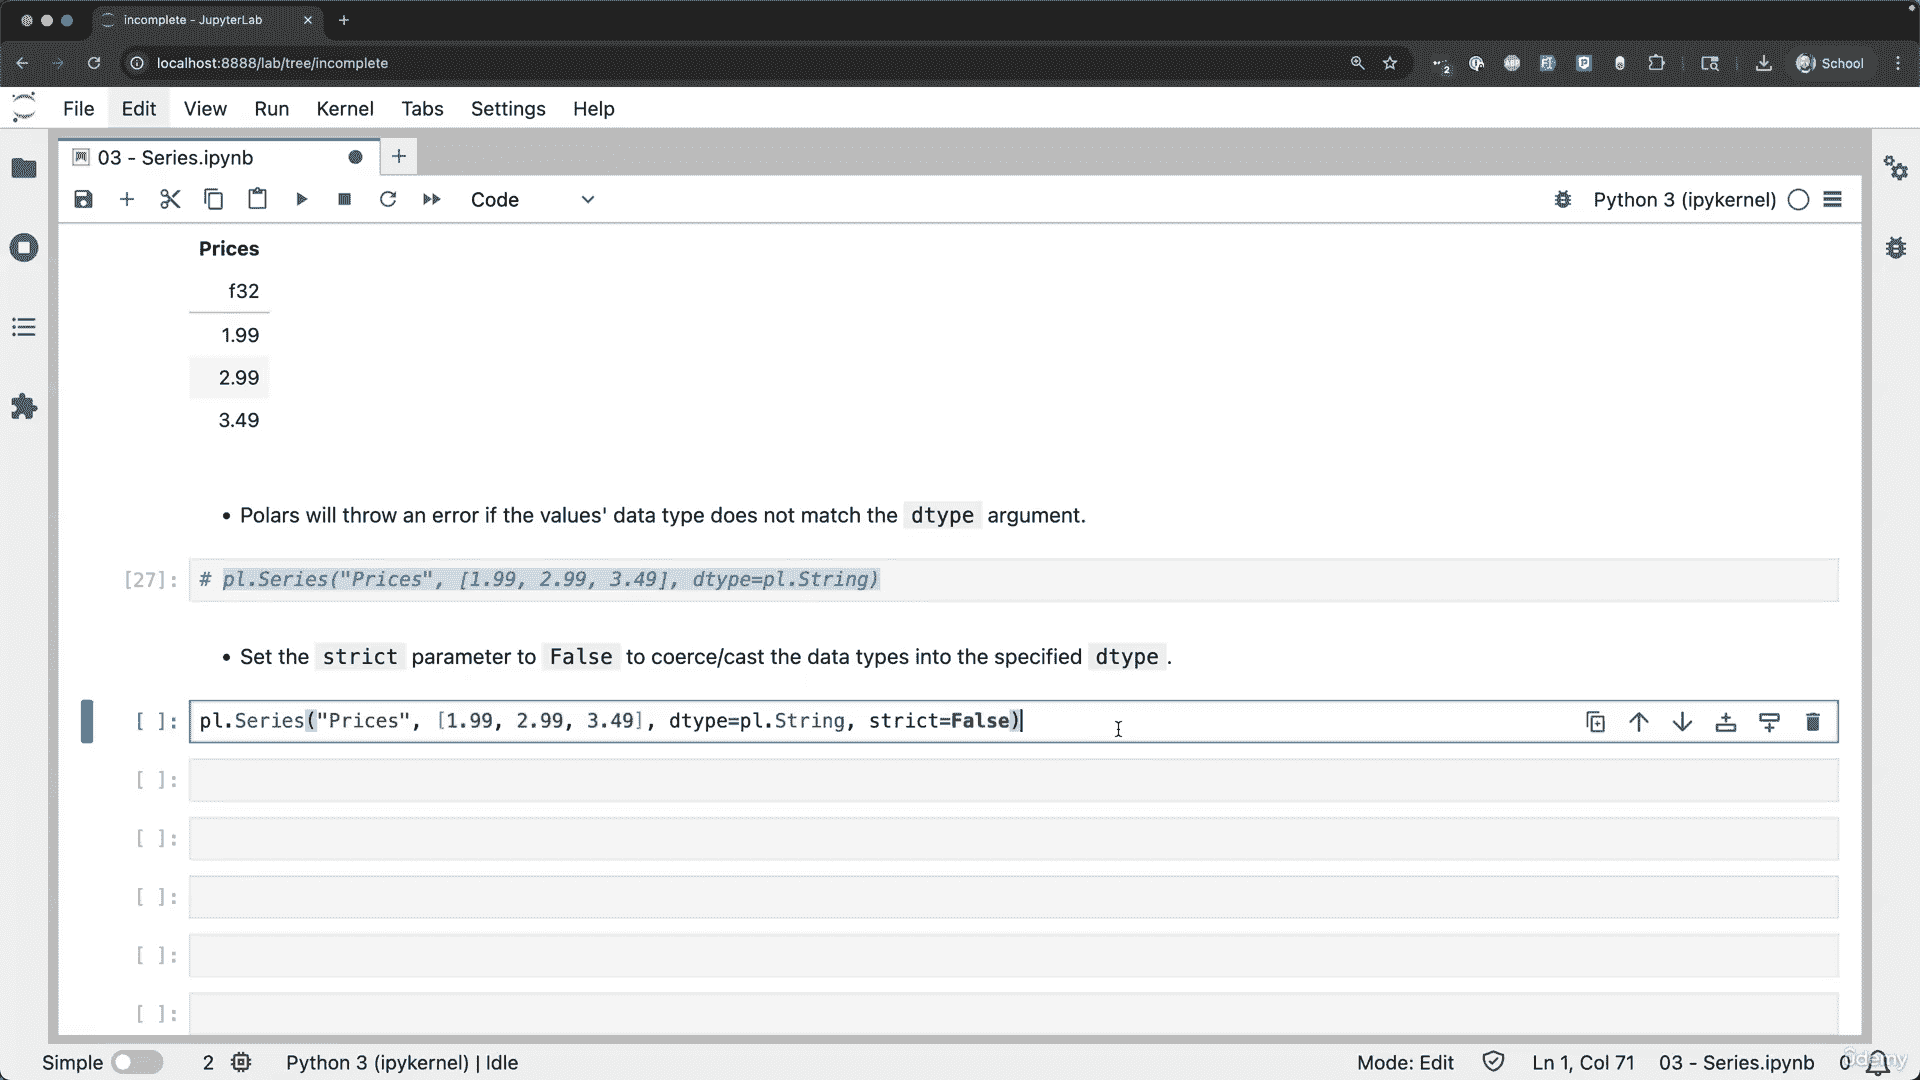 incomplete - JupyterLab
localhost:8888/lab/tree/incomplete
2
School
File Edit View Run Kernel Tabs Settings Help
03 - Series.ipynb
Code
Python 3 (ipykernel)
Prices
f32
1.99
2.99
3.49
• Polars will throw an error if the values' data type does not match the dtype argument.
[27]: # pl.Series("Prices", [1.99, 2.99, 3.49], dtype=pl.String)
• Set the strict parameter to False to coerce/cast the data types into the specified dtype.
[ ]: pl.Series("Prices", [1.99, 2.99, 3.49], dtype=pl.String, strict=False)
[ ]:
[ ]:
[ ]:
[ ]:
[ ]:
Simple 2 Python 3 (ipykernel) | Idle Mode: Edit Ln 1, Col 71 03 - Series.ipynb 0
Udemy